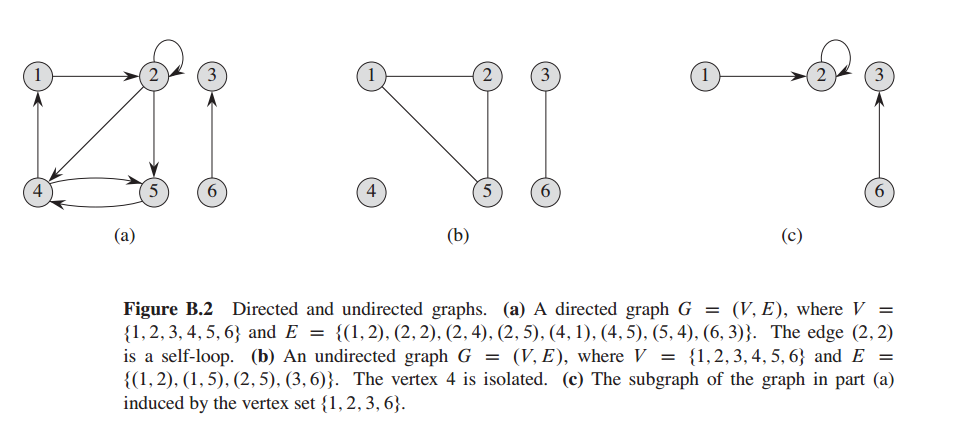 1 2 3 1 2 3 1 2 3
4 5 6 4 5 6 6
(a) (b) (c)
Figure B.2 Directed and undirected graphs. (a) A directed graph G = (V, E), where V =
{1, 2, 3, 4, 5, 6} and E = {(1, 2), (2, 2), (2, 4), (2, 5), (4, 1), (4, 5), (5, 4), (6, 3)}. The edge (2, 2)
is a self-loop. (b) An undirected graph G = (V, E), where V = {1, 2, 3, 4, 5, 6} and E =
{(1, 2), (1, 5), (2, 5), (3, 6)}. The vertex 4 is isolated. (c) The subgraph of the graph in part (a)
induced by the vertex set {1, 2, 3, 6}.